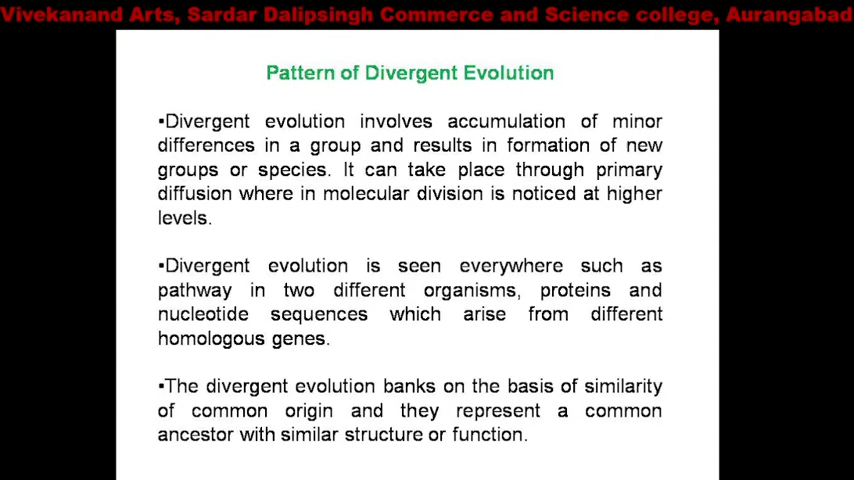 Vivekanand Arts, Sardar Dalipsingh Commerce and Science college, Aurangabad
Pattern of Divergent Evolution
▪Divergent evolution involves accumulation of minor
differences in a group and results in formation of new
groups or species. It can take place through primary
diffusion where in molecular division is noticed at higher
levels.
▪Divergent evolution is seen everywhere such as
pathway in two different organisms, proteins and
nucleotide sequences which arise from different
homologous genes.
▪The divergent evolution banks on the basis of similarity
of common origin and they represent a common
ancestor with similar structure or function.